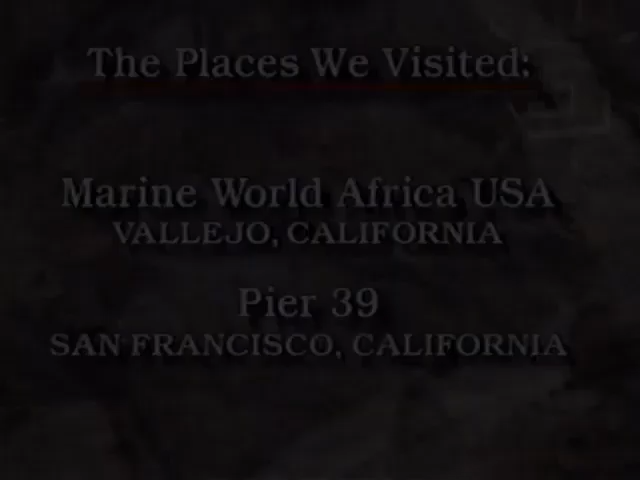 The Places We Visited:
Marine World Africa USA
VALLEJO, CALIFORNIA
Pier 39
SAN FRANCISCO, CALIFORNIA